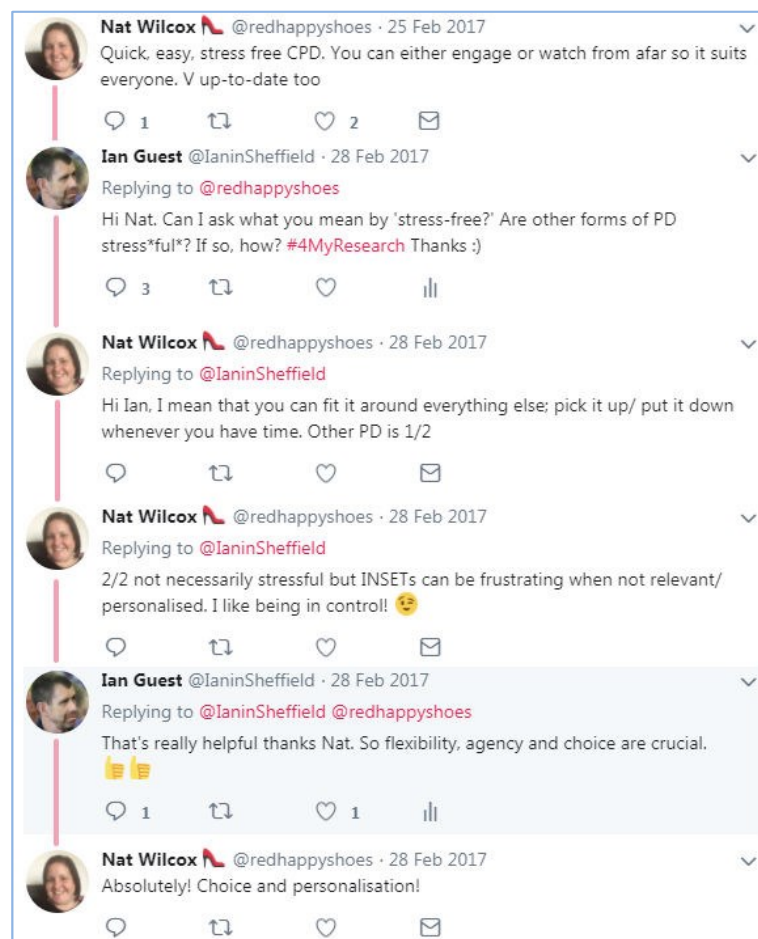 Nat Wilcox 👠 @redhappyshoes · 25 Feb 2017
Quick, easy, stress free CPD. You can either engage or watch from afar so it suits
everyone. V up-to-date too
1 2
Ian Guest @IaninSheffield · 28 Feb 2017
Replying to @redhappyshoes
Hi Nat. Can I ask what you mean by 'stress-free?' Are other forms of PD
stress*ful*? If so, how? #4MyResearch Thanks :)
3
Nat Wilcox 👠 @redhappyshoes · 28 Feb 2017
Replying to @IaninSheffield
Hi Ian, I mean that you can fit it around everything else; pick it up/ put it down
whenever you have time. Other PD is 1/2
Nat Wilcox 👠 @redhappyshoes · 28 Feb 2017
Replying to @IaninSheffield
2/2 not necessarily stressful but INSETs can be frustrating when not relevant/
personalised. I like being in control! 😉
Ian Guest @IaninSheffield · 28 Feb 2017
Replying to @IaninSheffield @redhappyshoes
That's really helpful thanks Nat. So flexibility, agency and choice are crucial.
👍👍
1 1
Nat Wilcox 👠 @redhappyshoes · 28 Feb 2017
Absolutely! Choice and personalisation!